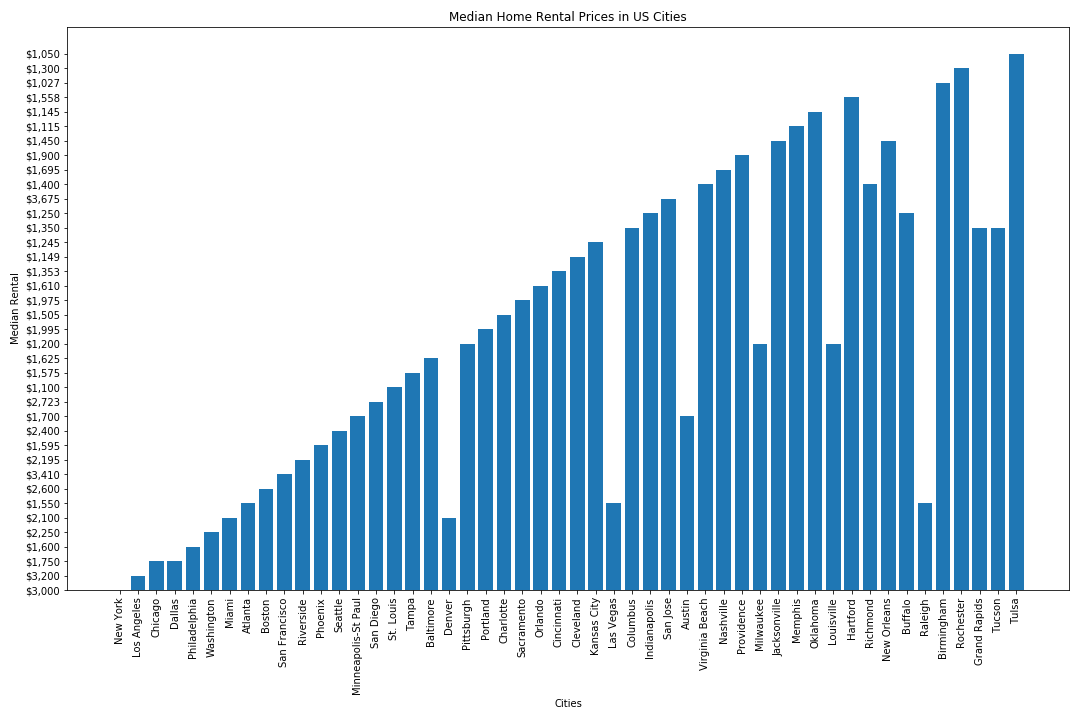 Median Home Rental Prices in US Cities
Median Rental
$1,050
$1,300
$1,027
$1,558
$1,145
$1,115
$1,450
$1,900
$1,695
$1,400
$3,675
$1,250
$1,350
$1,245
$1,149
$1,353
$1,610
$1,975
$1,505
$1,995
$1,200
$1,625
$1,575
$1,100
$2,723
$1,700
$2,400
$1,595
$2,195
$3,410
$2,600
$1,550
$2,100
$2,250
$1,600
$1,750
$3,200
$3,000
New York
Los Angeles
Chicago
Dallas
Philadelphia
Washington
Miami
Atlanta
Boston
San Francisco
Riverside
Phoenix
Seattle
Minneapolis-St Paul
San Diego
St. Louis
Tampa
Baltimore
Denver
Pittsburgh
Portland
Charlotte
Sacramento
Orlando
Cincinnati
Cleveland
Kansas City
Las Vegas
Columbus
Indianapolis
San Jose
Austin
Virginia Beach
Nashville
Providence
Milwaukee
Jacksonville
Memphis
Oklahoma
Louisville
Hartford
Richmond
New Orleans
Buffalo
Raleigh
Birmingham
Rochester
Grand Rapids
Tucson
Tulsa
Cities